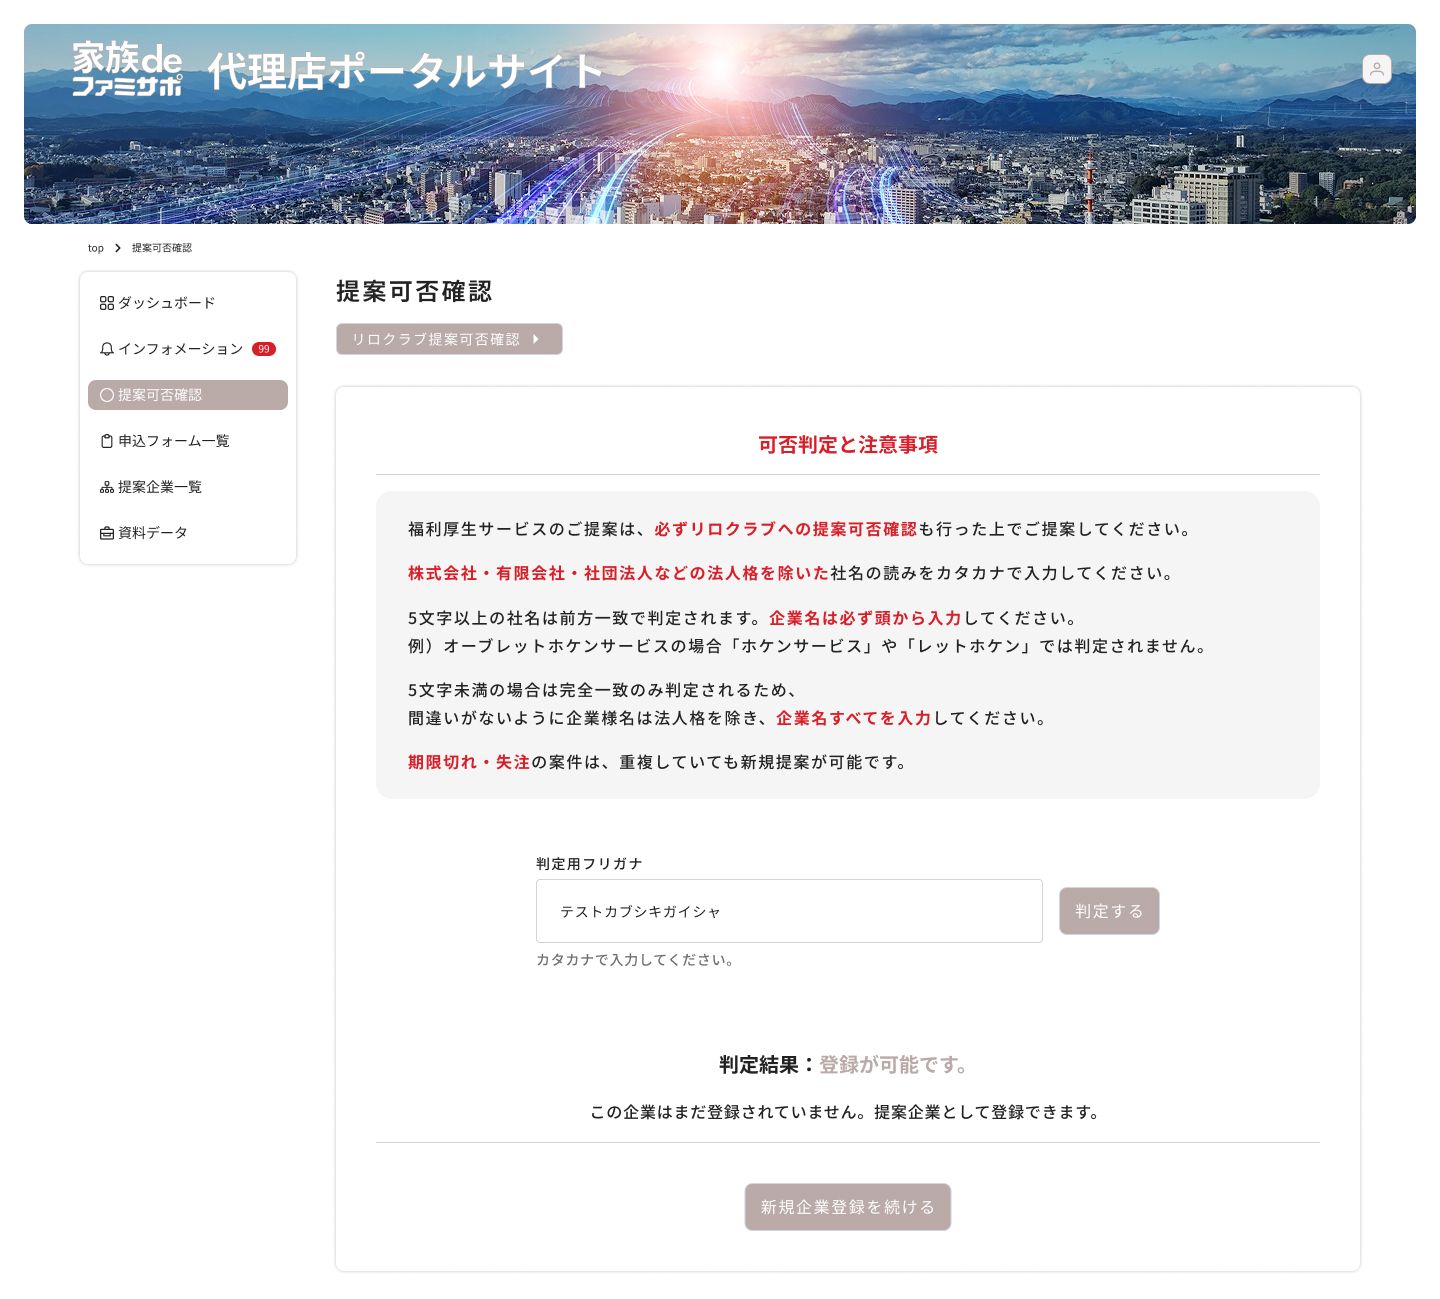 家族de
ファミサポ
代理店ポータルサイト
top
提案可否確認
ダッシュボード
インフォメーション 99
提案可否確認
申込フォーム一覧
提案企業一覧
資料データ
提案可否確認
リロクラブ提案可否確認
可否判定と注意事項
福利厚生サービスのご提案は、必ずリロクラブへの提案可否確認も行った上でご提案してください。
株式会社・有限会社・社団法人などの法人格を除いた社名の読みをカタカナで入力してください。
5文字以上の社名は前方一致で判定されます。企業名は必ず頭から入力してください。
例）オーブレットホケンサービスの場合「ホケンサービス」や「レットホケン」では判定されません。
5文字未満の場合は完全一致のみ判定されるため、
間違いがないように企業様名は法人格を除き、企業名すべてを入力してください。
期限切れ・失注の案件は、重複していても新規提案が可能です。
判定用フリガナ
テストカブシキガイシャ
判定する
カタカナで入力してください。
判定結果：登録が可能です。
この企業はまだ登録されていません。提案企業として登録できます。
新規企業登録を続ける